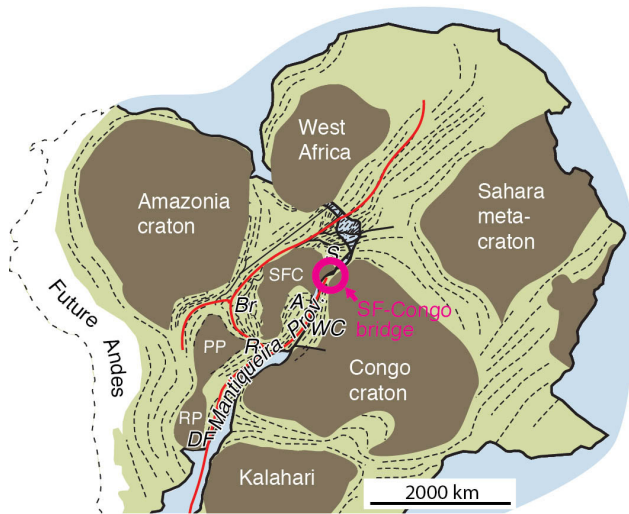 West
Africa
Amazonia
craton
Sahara
meta-
craton
S
SFC
Br
A
SF-Congo
bridge
WC
Mantiqueira Prov
R
PP
Congo
craton
Future
Andes
RP
DF
Kalahari
2000 km